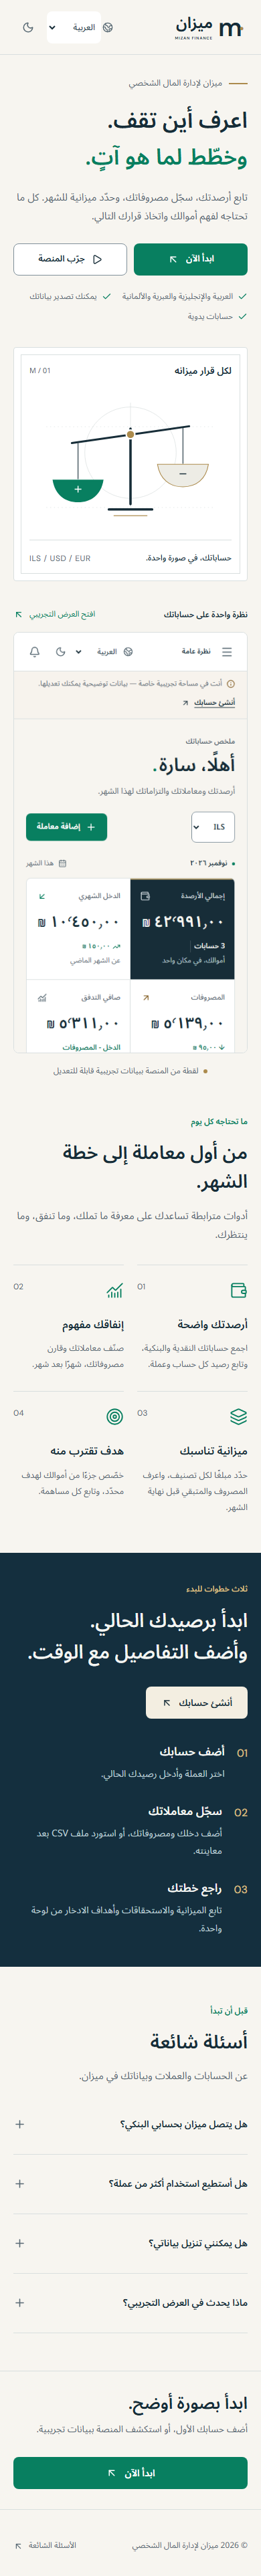 ميزان
MIZAN FINANCE
العربية
ميزان لإدارة المال الشخصي
اعرف أين تقف.
وخطّط لما هو آتٍ.
تابع أرصدتك، سجّل مصروفاتك، وحدّد ميزانية للشهر. كل ما
تحتاجه لفهم أموالك واتخاذ قرارك التالي.
ابدأ الآن
جرّب المنصة
العربية والإنجليزية والعبرية والألمانية
يمكنك تصدير بياناتك
حسابات يدوية
لكل قرار ميزانه
M / 01
حساباتك، في صورة واحدة.
ILS / USD / EUR
نظرة واحدة على حساباتك
افتح العرض التجريبي
نظرة عامة
العربية
أنت في مساحة تجريبية خاصة — بيانات توضيحية يمكنك تعديلها.
أنشئ حسابك
ملخص حساباتك
أهلًا، سارة.
أرصدتك ومعاملاتك والتزاماتك لهذا الشهر.
ILS
إضافة معاملة
نوفمبر ٢٠٢٦
هذا الشهر
إجمالي الأرصدة
٤٢٬٩٩١٫٠٠ ₪
3 حسابات
أموالك، في مكان واحد
الدخل الشهري
١٠٬٤٥٠٫٠٠ ₪
١٥٠٫٠٠ ₪
عن الشهر الماضي
المصروفات
٥٬١٣٩٫٠٠ ₪
٩٥٫٠٠ ₪
صافي التدفق
٥٬٣١١٫٠٠ ₪
الدخل - المصروفات
لقطة من المنصة ببيانات تجريبية قابلة للتعديل
ما تحتاجه كل يوم
من أول معاملة إلى خطة
الشهر.
أدوات مترابطة تساعدك على معرفة ما تملك، وما تنفق، وما
ينتظرك.
01
أرصدتك واضحة
اجمع حساباتك النقدية والبنكية،
وتابع رصيد كل حساب وعملة.
02
إنفاقك مفهوم
صنّف معاملاتك وقارن
مصروفاتك، شهرًا بعد شهر.
03
ميزانية تناسبك
حدّد مبلغًا لكل تصنيف، واعرف
المصروف والمتبقي قبل نهاية
الشهر.
04
هدف تقترب منه
خصّص جزءًا من أموالك لهدف
محدّد، وتابع كل مساهمة.
ثلاث خطوات للبدء
ابدأ برصيدك الحالي.
وأضف التفاصيل مع الوقت.
أنشئ حسابك
01
أضف حسابك
اختر العملة وأدخل رصيدك الحالي.
02
سجّل معاملاتك
أضف دخلك ومصروفاتك، أو استورد ملف CSV بعد
معاينته.
03
راجع خطتك
تابع الميزانية والاستحقاقات وأهداف الادخار من لوحة
واحدة.
قبل أن تبدأ
أسئلة شائعة
عن الحسابات والعملات وبياناتك في ميزان.
هل يتصل ميزان بحسابي البنكي؟
هل أستطيع استخدام أكثر من عملة؟
هل يمكنني تنزيل بياناتي؟
ماذا يحدث في العرض التجريبي؟
ابدأ بصورة أوضح.
أضف حسابك الأول، أو استكشف المنصة ببيانات تجريبية.
ابدأ الآن
© 2026 ميزان لإدارة المال الشخصي
الأسئلة الشائعة